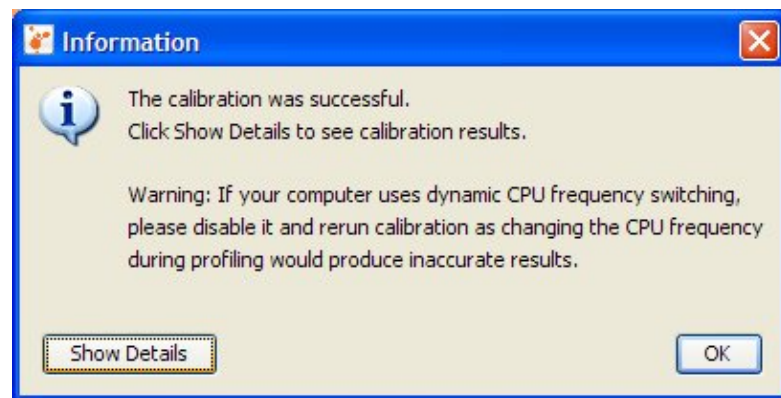 Information
The calibration was successful.
Click Show Details to see calibration results.
Warning: If your computer uses dynamic CPU frequency switching,
please disable it and rerun calibration as changing the CPU frequency
during profiling would produce inaccurate results.
Show Details
OK